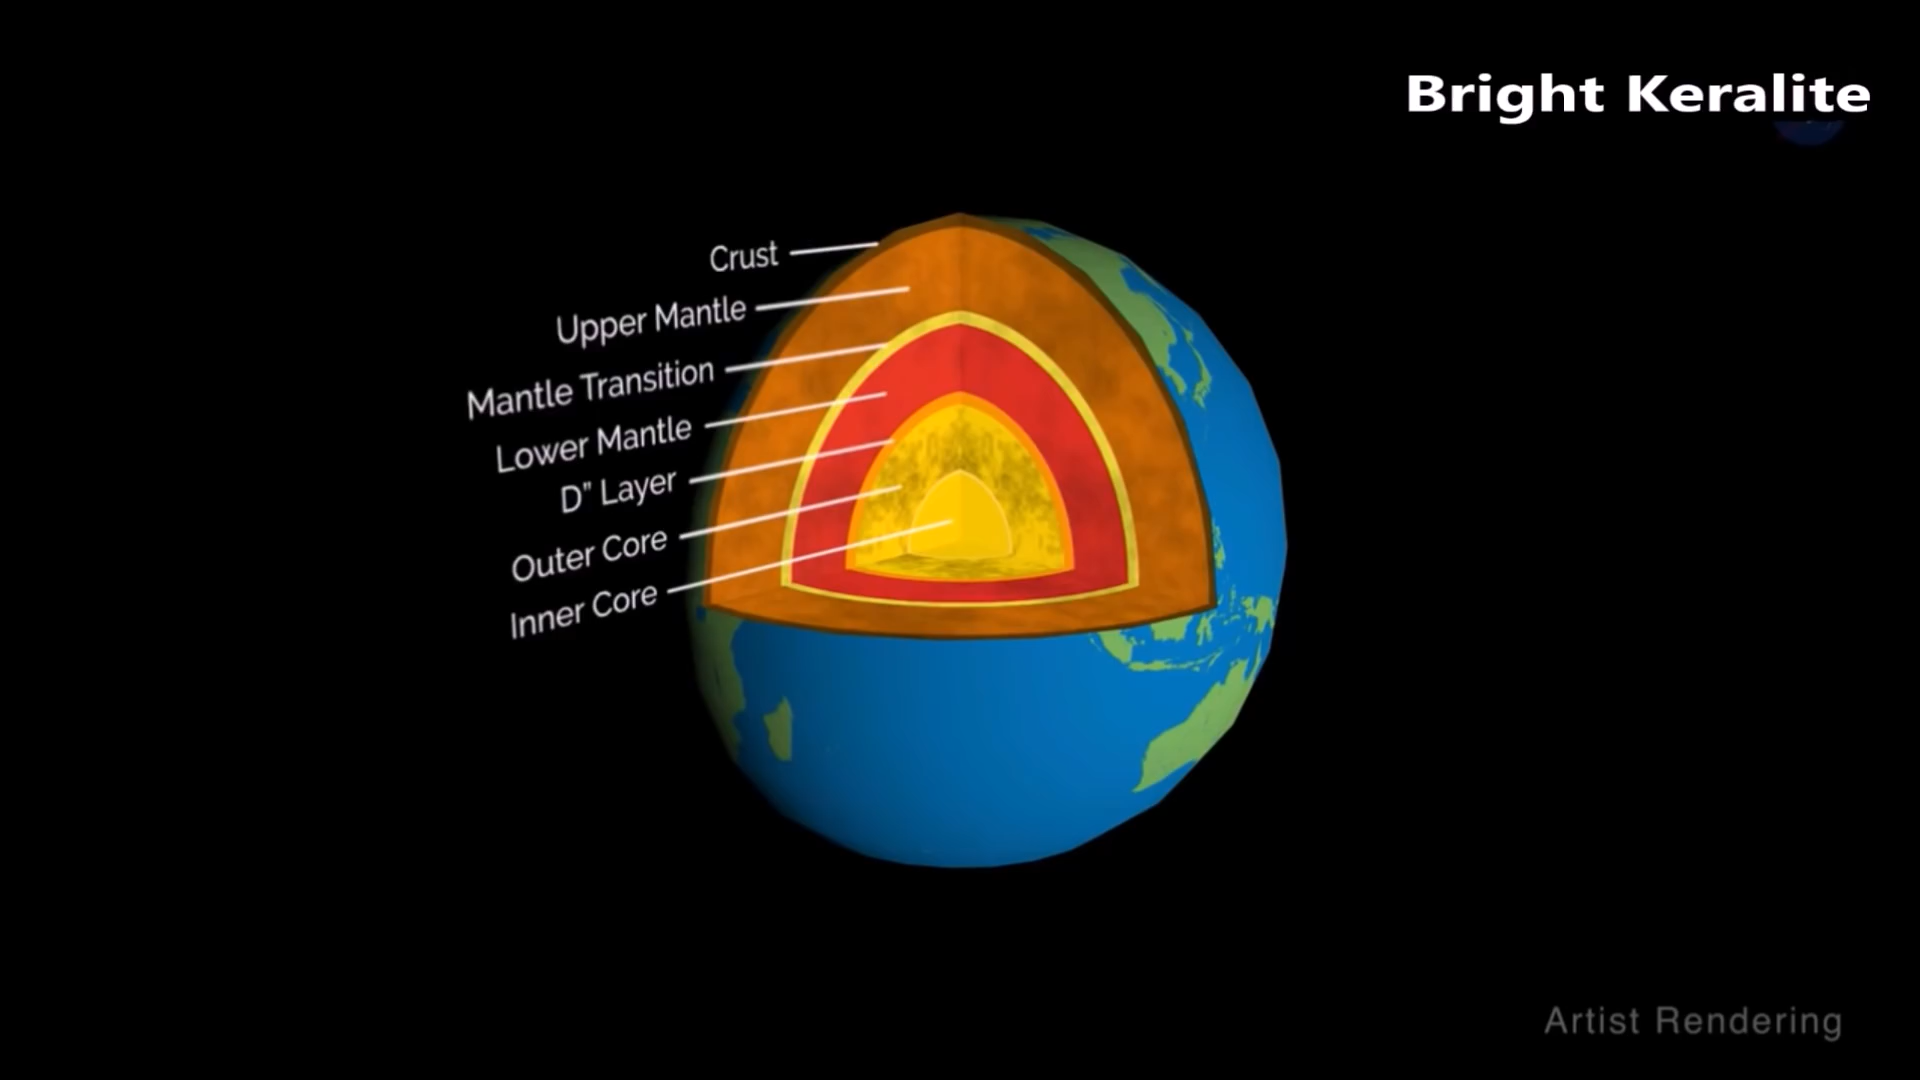 Bright Keralite
Crust
Upper Mantle
Mantle Transition
Lower Mantle
D” Layer
Outer Core
Inner Core
Artist Rendering